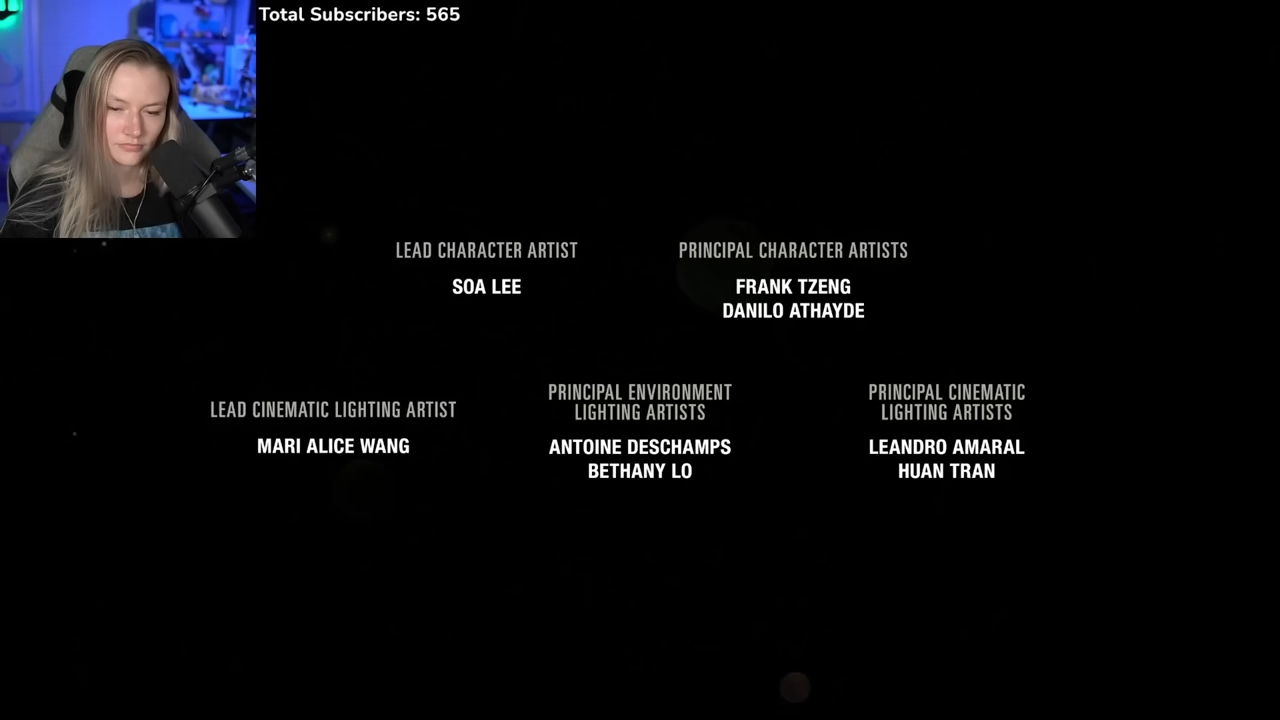 Total Subscribers: 565
LEAD CHARACTER ARTIST
SOA LEE
PRINCIPAL CHARACTER ARTISTS
FRANK TZENG
DANILO ATHAYDE
LEAD CINEMATIC LIGHTING ARTIST
MARI ALICE WANG
PRINCIPAL ENVIRONMENT
LIGHTING ARTISTS
ANTOINE DESCHAMPS
BETHANY LO
PRINCIPAL CINEMATIC
LIGHTING ARTISTS
LEANDRO AMARAL
HUAN TRAN